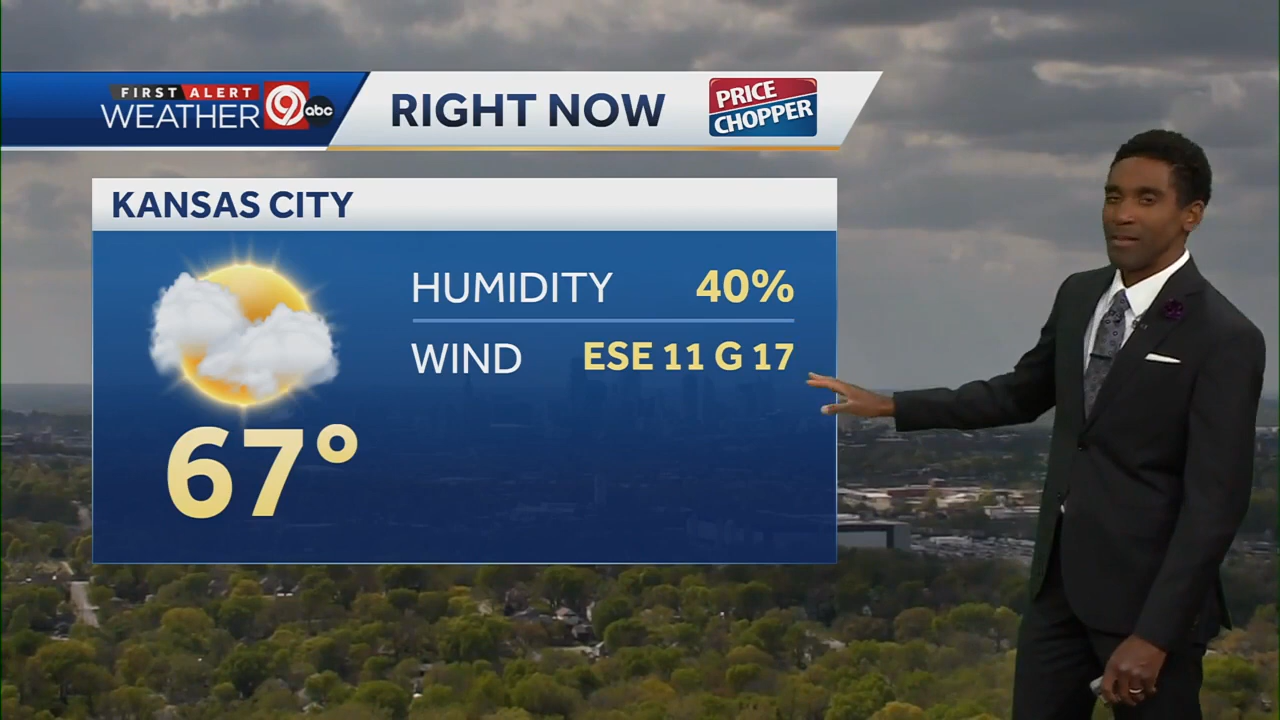 FIRST ALERT
WEATHER 9 abc
RIGHT NOW
PRICE
CHOPPER
KANSAS CITY
HUMIDITY 40%
WIND ESE 11 G 17
67°